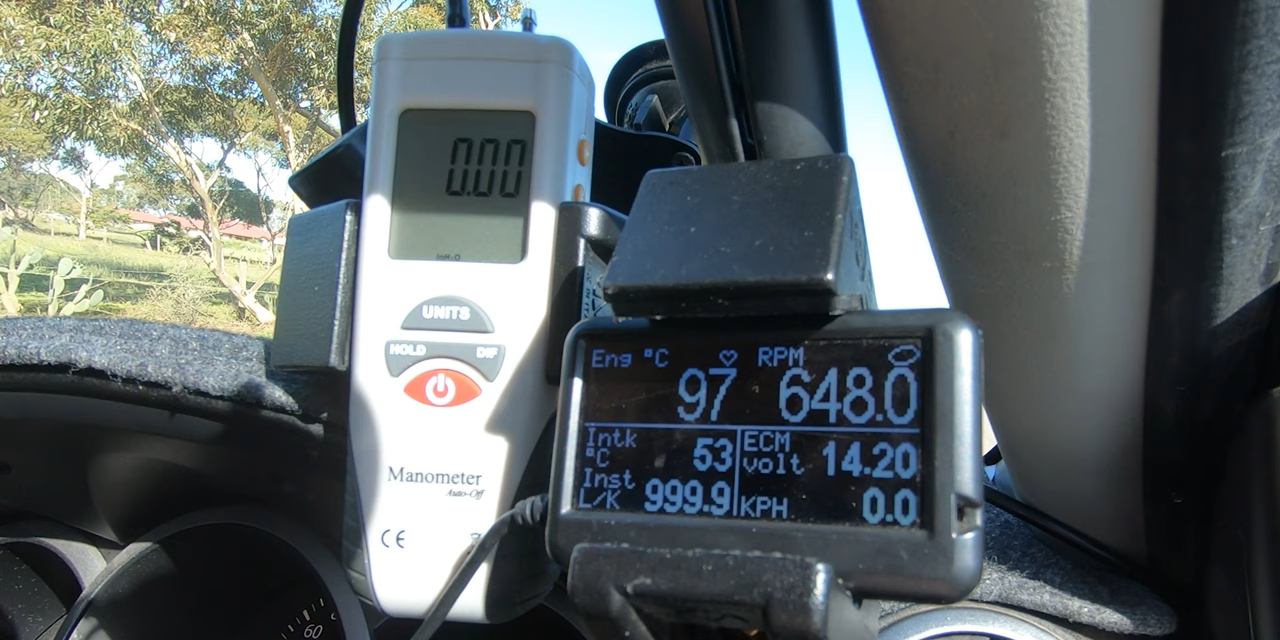 0.00
inH₂O
UNITS
HOLD DIF
Manometer
Auto-Off
CE
Eng °C RPM
97 648.0
Intk °C 53 ECM volt 14.20
Inst L/K 999.9 KPH 0.0
60